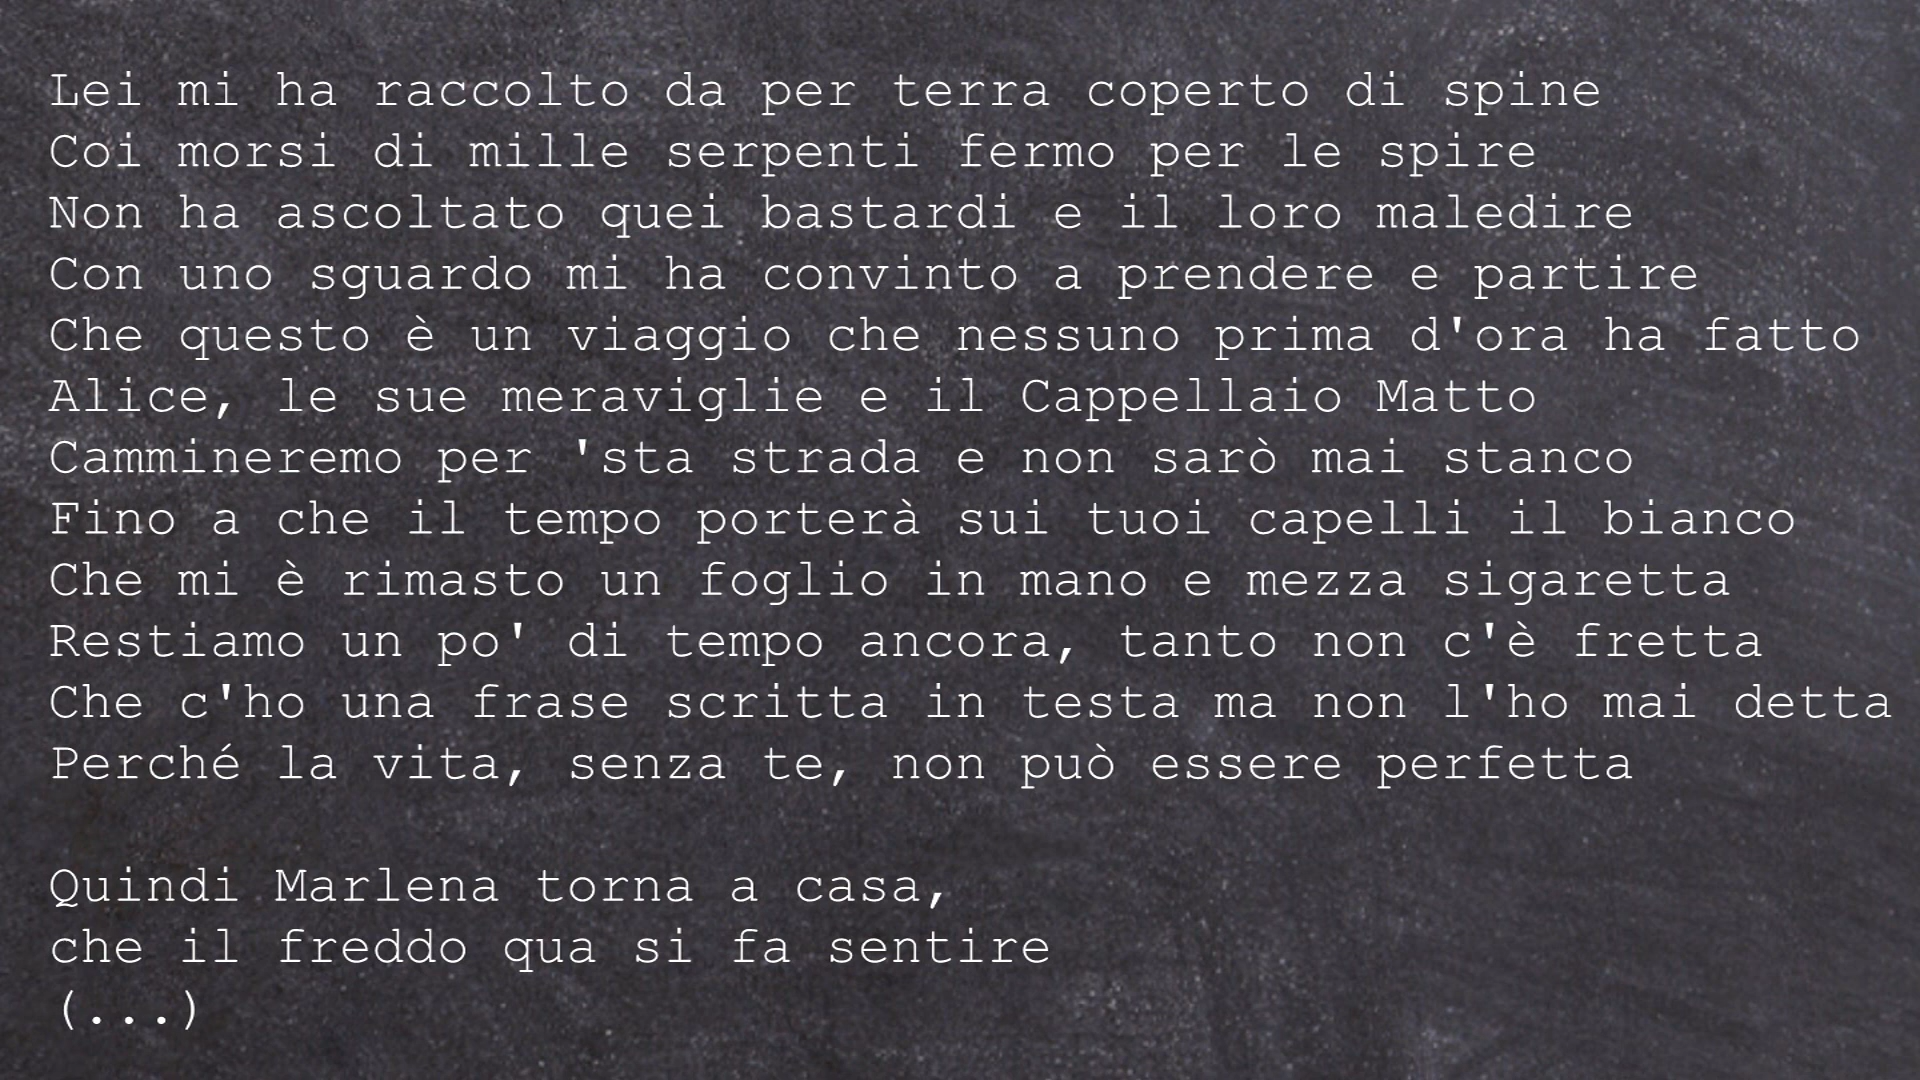 Lei mi ha raccolto da per terra coperto di spine
Coi morsi di mille serpenti fermo per le spire
Non ha ascoltato quei bastardi e il loro maledire
Con uno sguardo mi ha convinto a prendere e partire
Che questo è un viaggio che nessuno prima d'ora ha fatto
Alice, le sue meraviglie e il Cappellaio Matto
Cammineremo per 'sta strada e non sarò mai stanco
Fino a che il tempo porterà sui tuoi capelli il bianco
Che mi è rimasto un foglio in mano e mezza sigaretta
Restiamo un po' di tempo ancora, tanto non c'è fretta
Che c'ho una frase scritta in testa ma non l'ho mai detta
Perché la vita, senza te, non può essere perfetta

Quindi Marlena torna a casa,
che il freddo qua si fa sentire
(...)